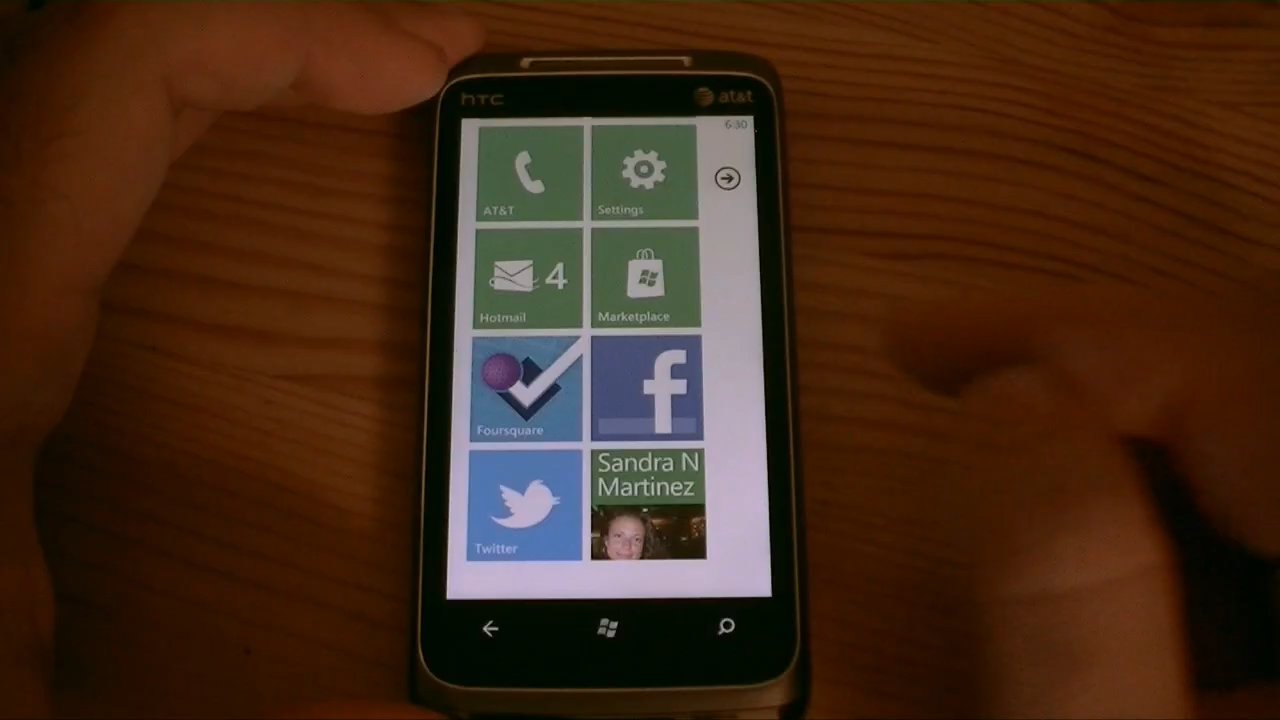 hTC
at&t
6:30
AT&T
Settings
4
Hotmail
Marketplace
Foursquare
f
Sandra N
Martinez
Twitter